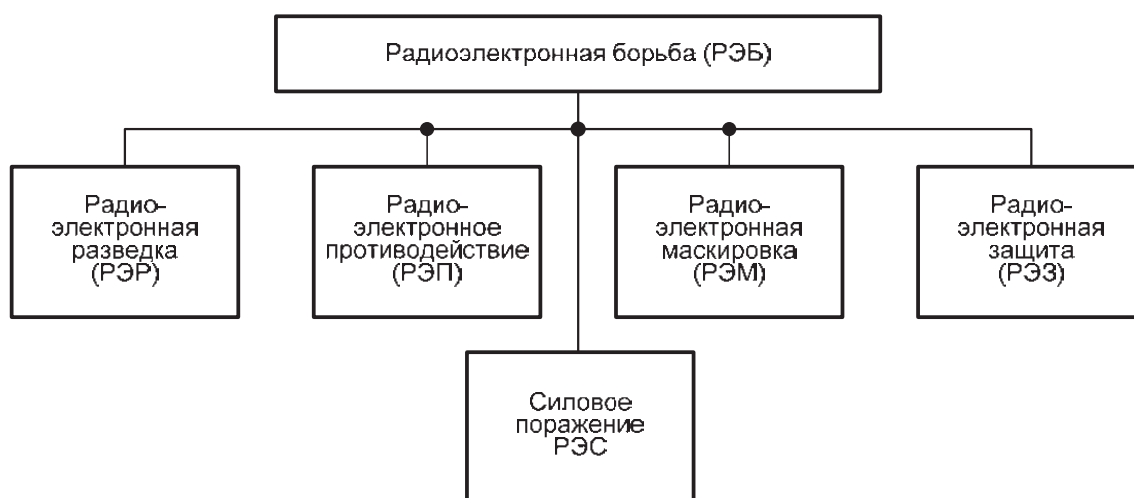 Радиоэлектронная борьба (РЭБ)
Радио-
электронная
разведка
(РЭР)
Радио-
электронное
противодействие
(РЭП)
Радио-
электронная
маскировка
(РЭМ)
Радио-
электронная
защита
(РЭЗ)
Силовое
поражение
РЭС